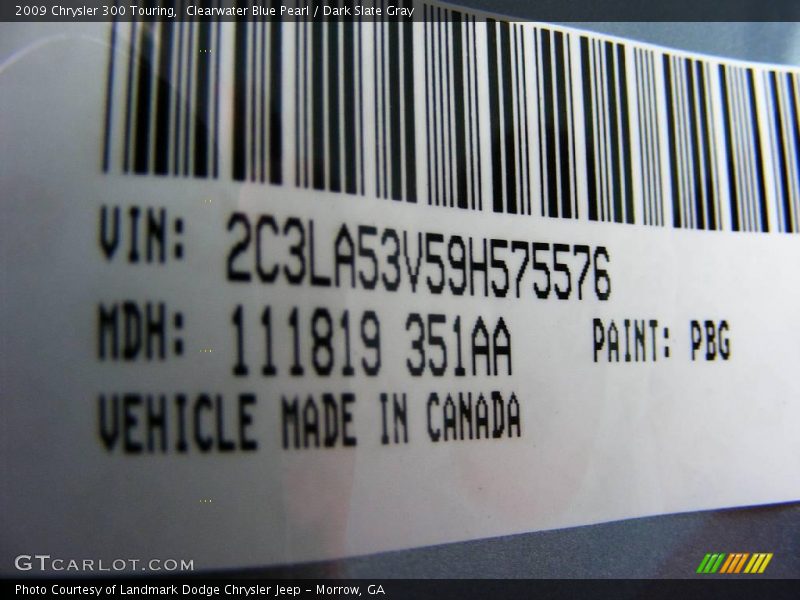 2009 Chrysler 300 Touring,  Clearwater Blue Pearl / Dark Slate Gray
VIN: 2C3LA53V59H575576
MDH: 111819 351AA PAINT: PBG
VEHICLE MADE IN CANADA
GTCARLOT.COM
Photo Courtesy of Landmark Dodge Chrysler Jeep - Morrow, GA